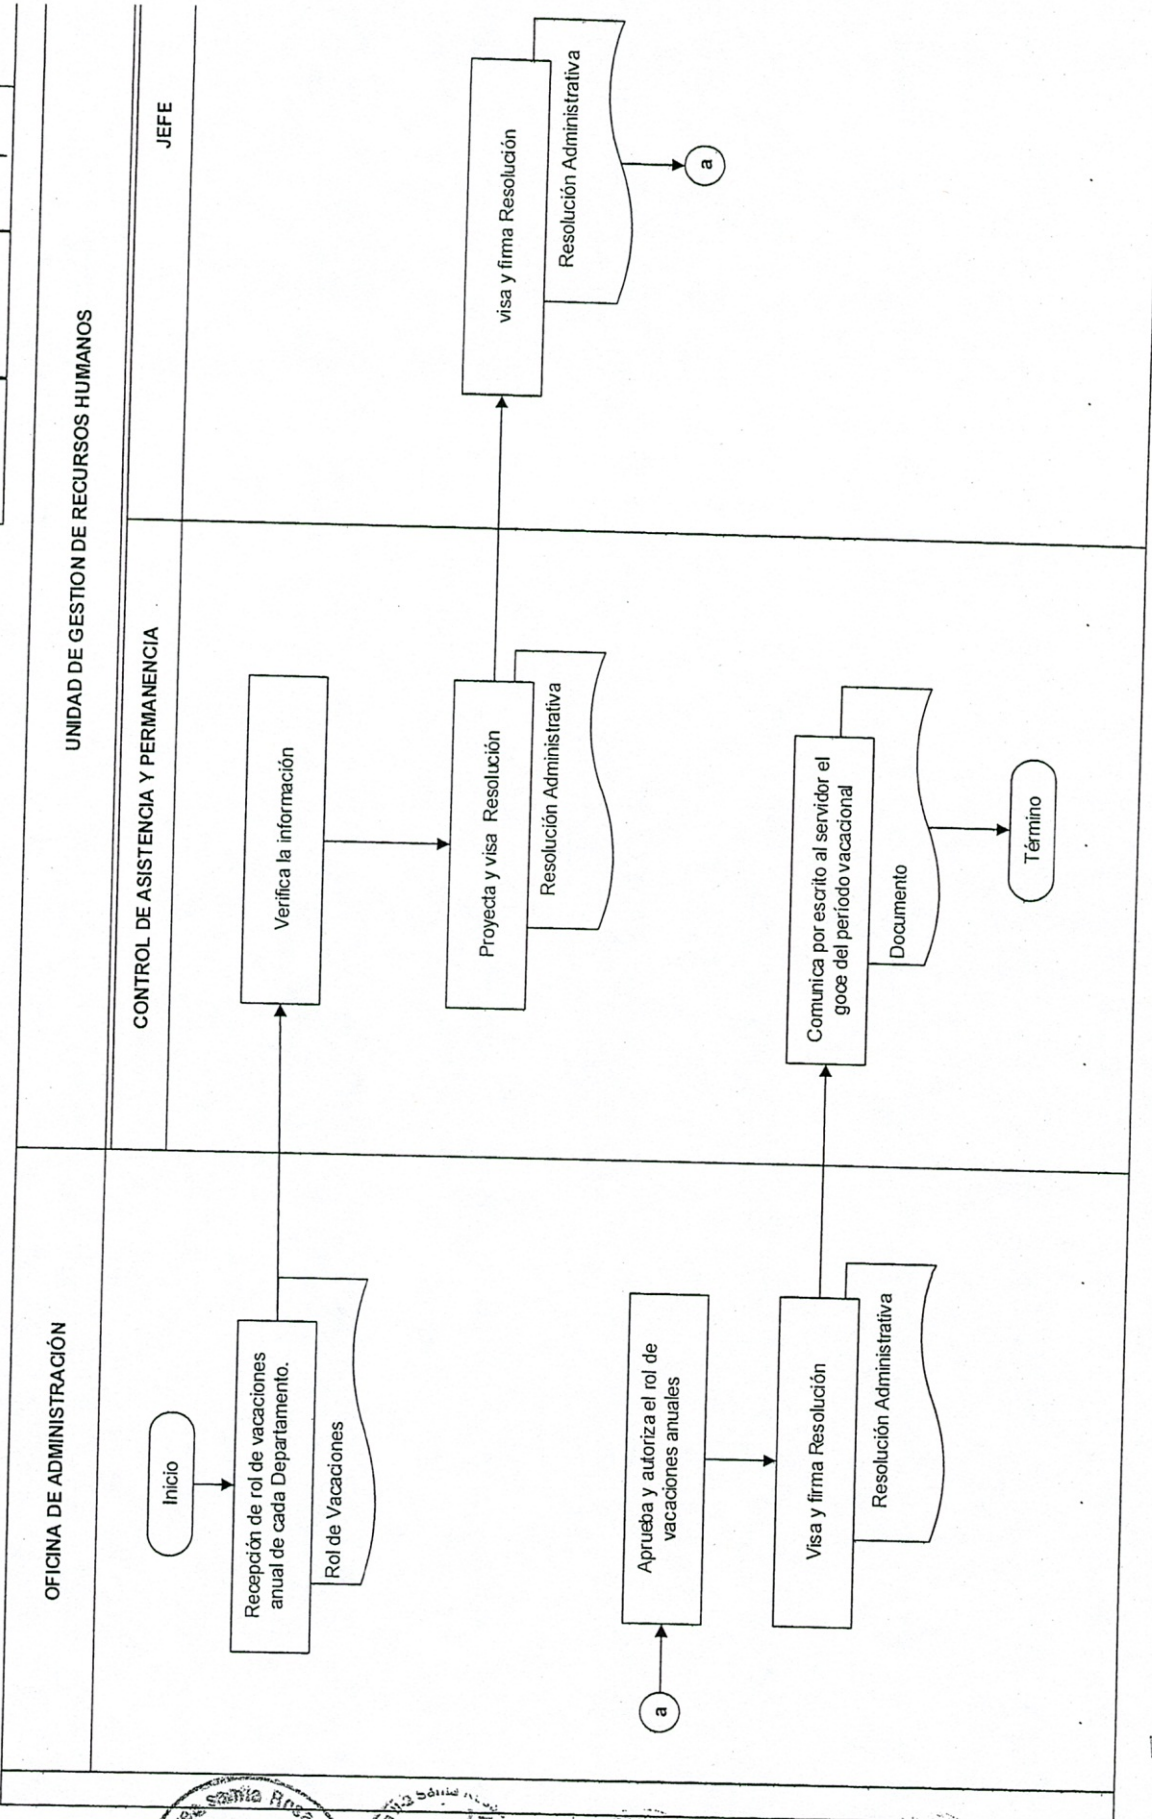 OFICINA DE ADMINISTRACIÓN
UNIDAD DE GESTION DE RECURSOS HUMANOS
CONTROL DE ASISTENCIA Y PERMANENCIA
JEFE
Inicio
Recepción de rol de vacaciones
anual de cada Departamento.
Rol de Vacaciones
Verifica la información
Proyecta y visa Resolución
Resolución Administrativa
visa y firma Resolución
Resolución Administrativa
a
a
Aprueba y autoriza el rol de
vacaciones anuales
Visa y firma Resolución
Resolución Administrativa
Comunica por escrito al servidor el
goce del período vacacional
Documento
Término